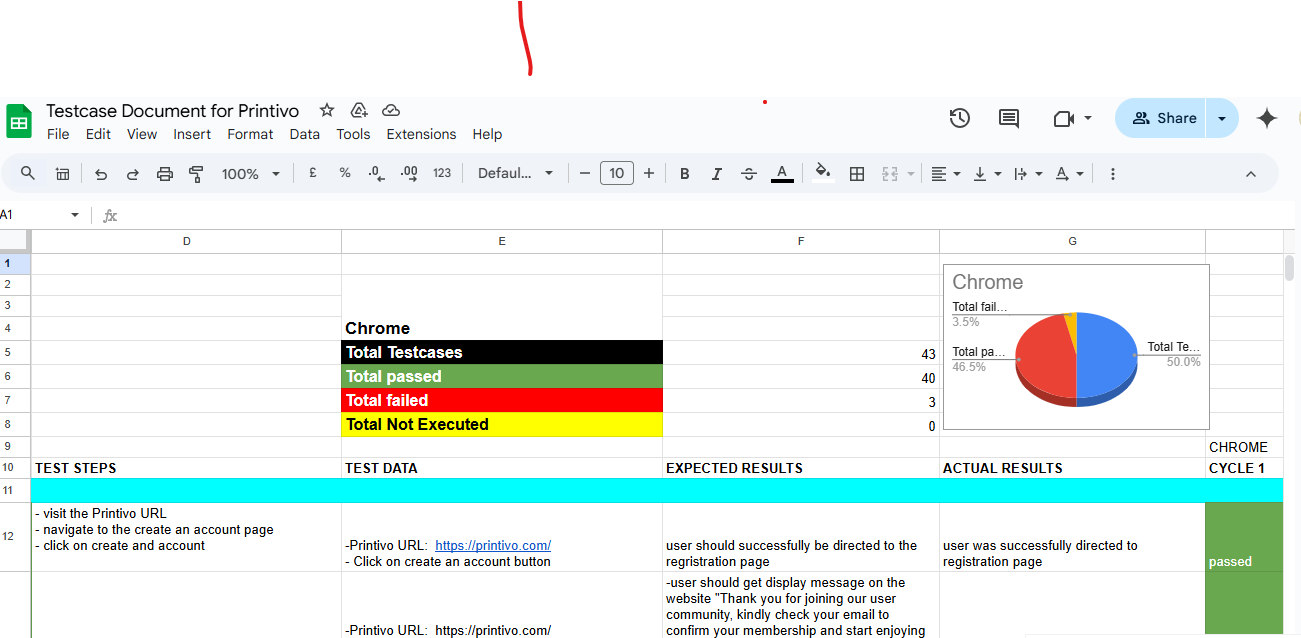 Testcase Document for Printivo
File Edit View Insert Format Data Tools Extensions Help
Share
100% £ % .0 .00 123 Defaul... 10 B I A A
A1 fx
D E F G
1
2
3
4 Chrome
5 Total Testcases 43
6 Total passed 40
7 Total failed 3
8 Total Not Executed 0
Chrome
Total fail...
3.5%
Total pa...
46.5%
Total Te...
50.0%
9 CHROME
10 TEST STEPS TEST DATA EXPECTED RESULTS ACTUAL RESULTS CYCLE 1
11
12
- visit the Printivo URL
- navigate to the create an account page
- click on create and account
-Printivo URL: https://printivo.com/
- Click on create an account button
user should successfully be directed to the
regristration page
user was successfully directed to
registration page
passed
-Printivo URL: https://printivo.com/
-user should get display message on the
website "Thank you for joining our user
community, kindly check your email to
confirm your membership and start enjoying